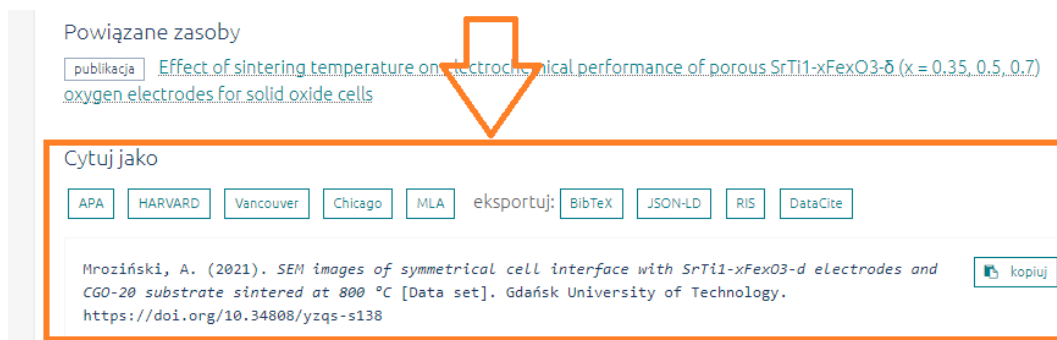 Powiązane zasoby
publikacja Effect of sintering temperature on electrochemical performance of porous SrTi1-xFexO3-δ (x = 0.35, 0.5, 0.7)
oxygen electrodes for solid oxide cells
Cytuj jako
APA HARVARD Vancouver Chicago MLA eksportuj: BibTeX JSON-LD RIS DataCite
Mroziński, A. (2021). SEM images of symmetrical cell interface with SrTi1-xFexO3-d electrodes and kopiuj
CGO-20 substrate sintered at 800 °C [Data set]. Gdańsk University of Technology.
https://doi.org/10.34808/yzqs-s138